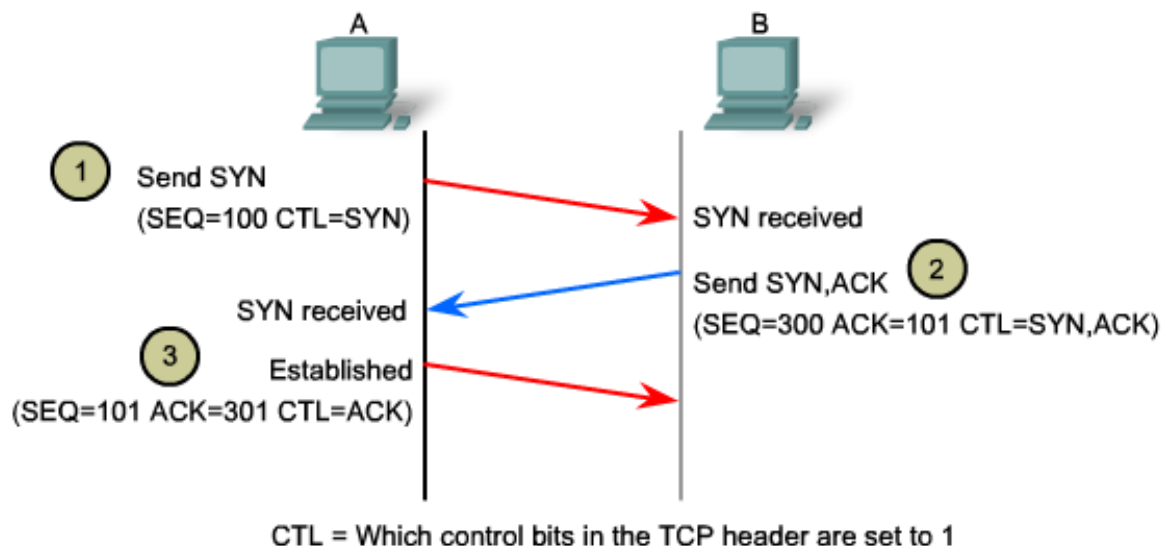 A
B
1
Send SYN
(SEQ=100 CTL=SYN)
SYN received
Send SYN,ACK
2
(SEQ=300 ACK=101 CTL=SYN,ACK)
SYN received
3
Established
(SEQ=101 ACK=301 CTL=ACK)
CTL = Which control bits in the TCP header are set to 1